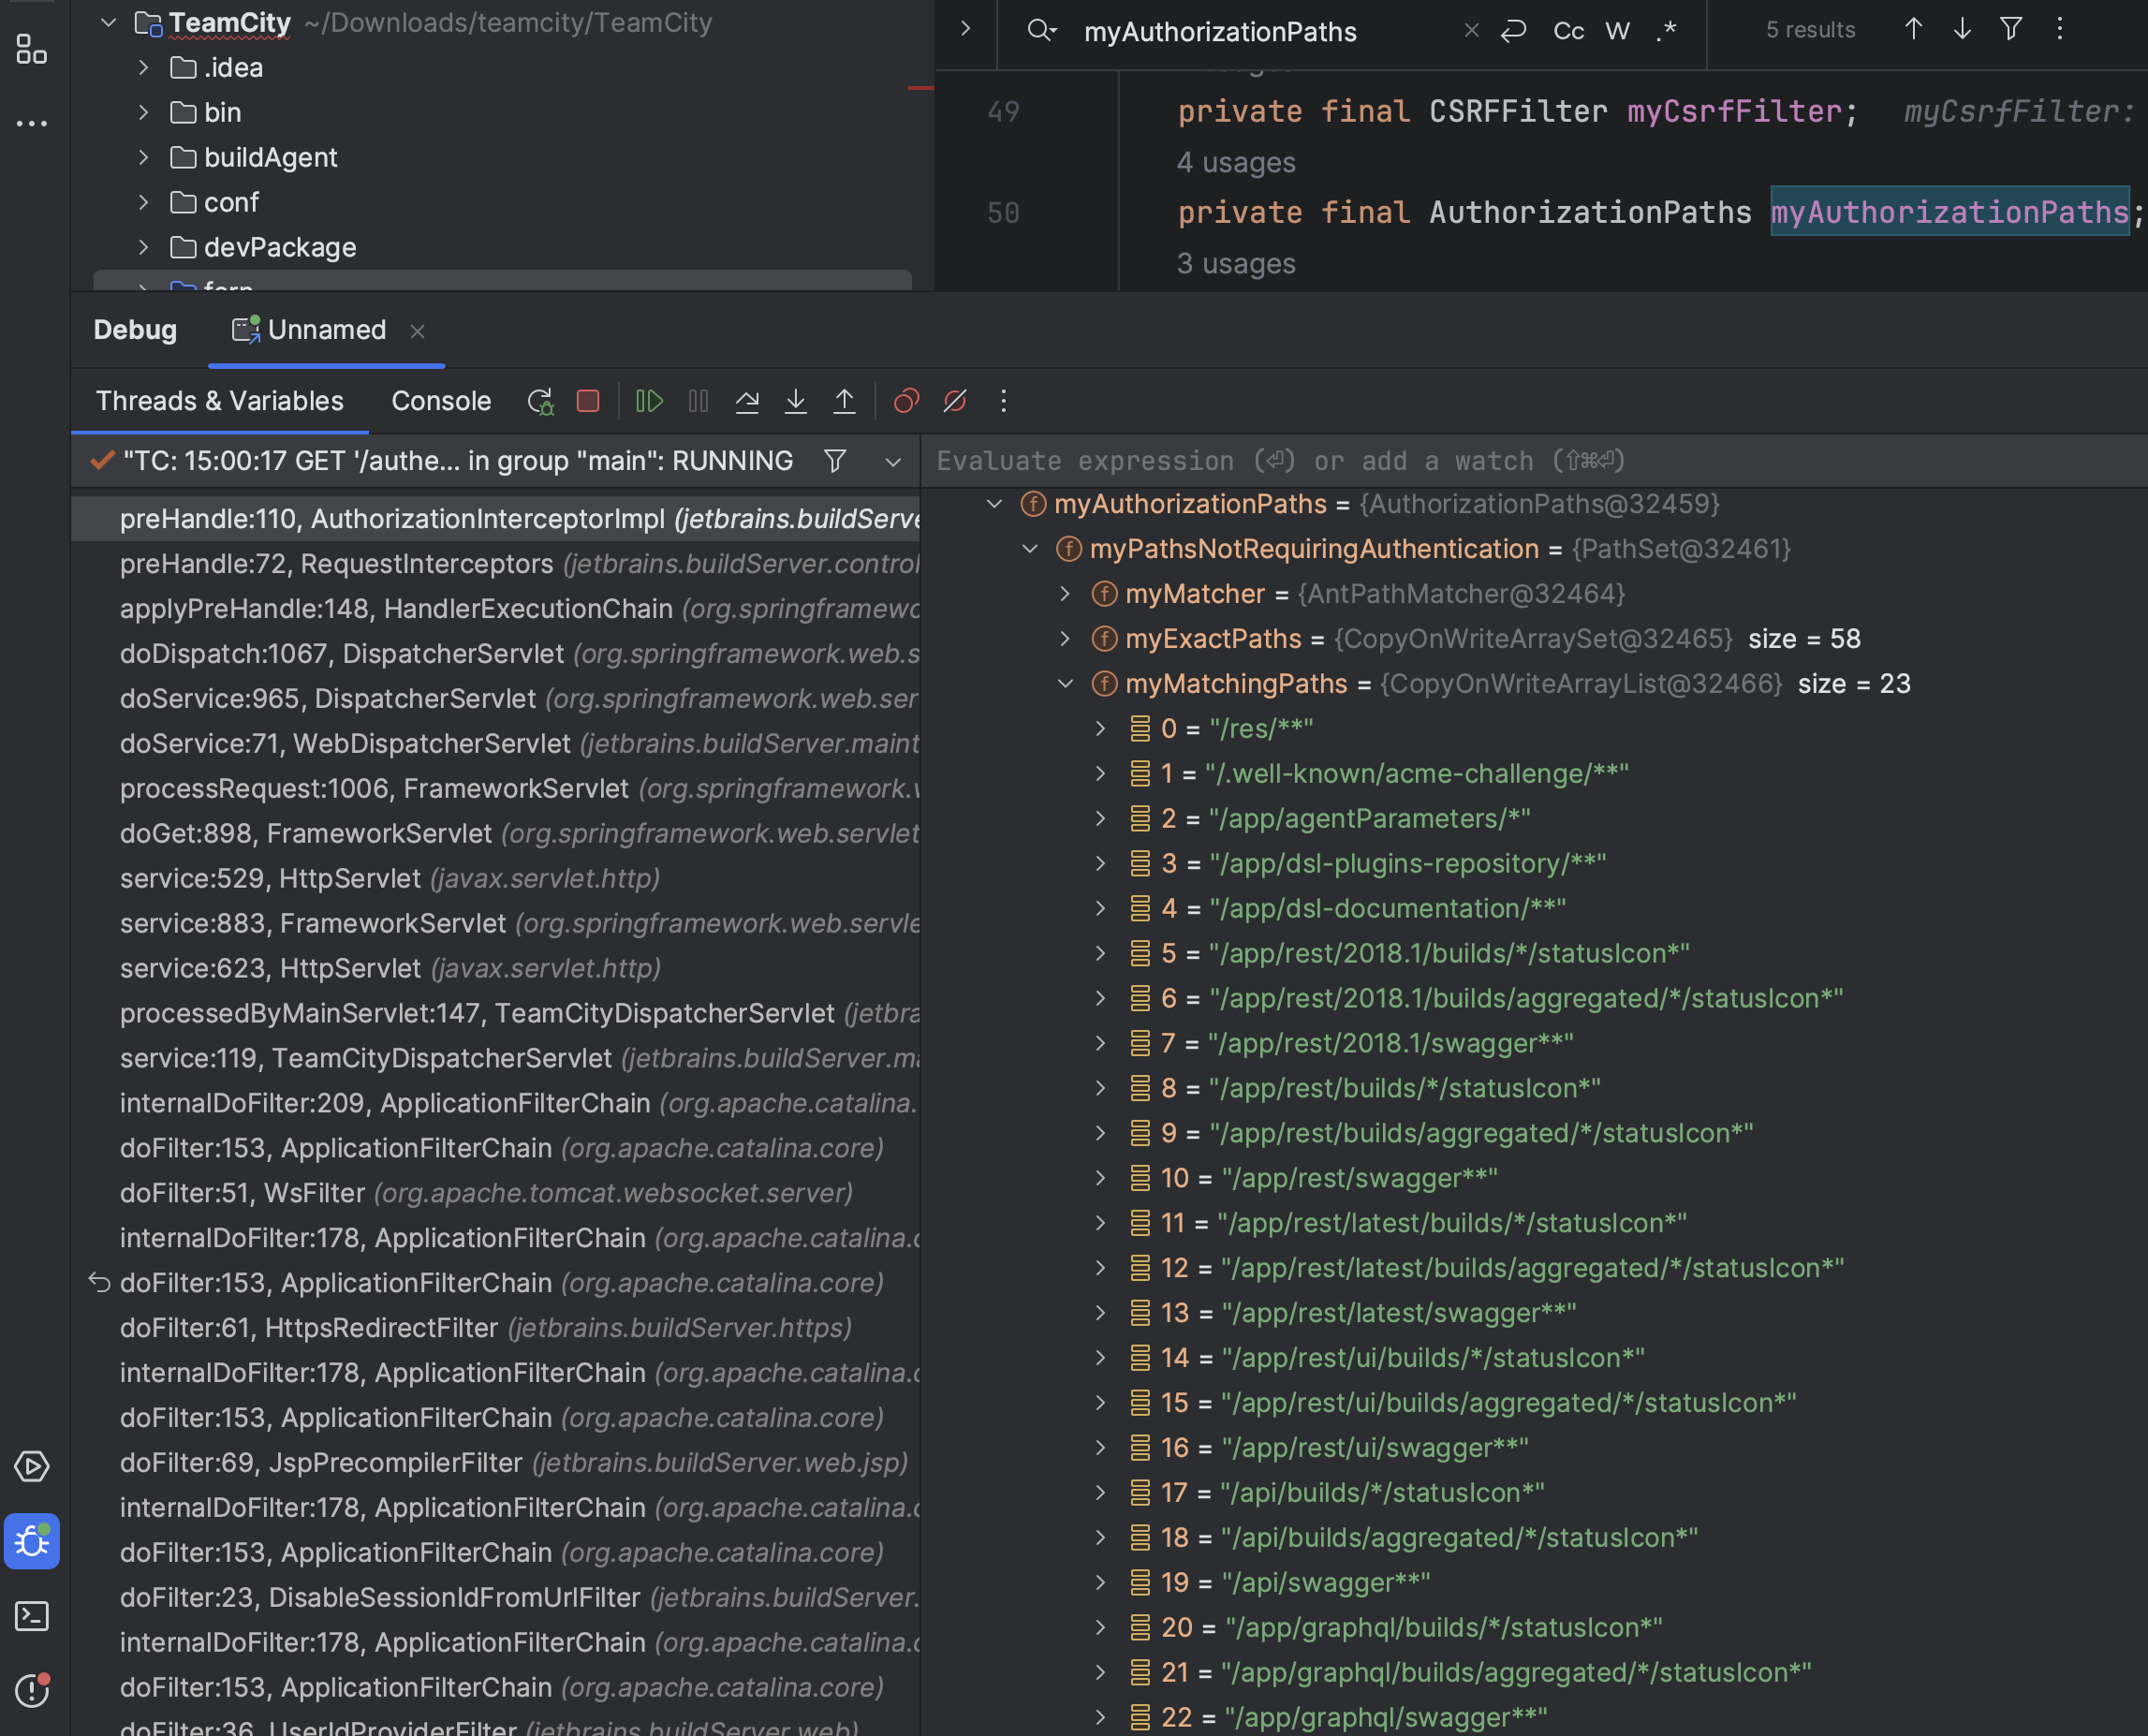 TeamCity ~/Downloads/teamcity/TeamCity
.idea
bin
buildAgent
conf
devPackage
myAuthorizationPaths
Cc W .* 5 results
49 private final CSRFFilter myCsrfFilter; myCsrfFilter:
4 usages
50 private final AuthorizationPaths myAuthorizationPaths;
3 usages
Debug Unnamed
Threads & Variables Console
"TC: 15:00:17 GET '/authe... in group "main": RUNNING
Evaluate expression (⏎) or add a watch (⇧⌘⏎)
preHandle:110, AuthorizationInterceptorImpl (jetbrains.buildServe
preHandle:72, RequestInterceptors (jetbrains.buildServer.control
applyPreHandle:148, HandlerExecutionChain (org.springframewo
doDispatch:1067, DispatcherServlet (org.springframework.web.s
doService:965, DispatcherServlet (org.springframework.web.ser
doService:71, WebDispatcherServlet (jetbrains.buildServer.maint
processRequest:1006, FrameworkServlet (org.springframework.w
doGet:898, FrameworkServlet (org.springframework.web.servlet
service:529, HttpServlet (javax.servlet.http)
service:883, FrameworkServlet (org.springframework.web.servle
service:623, HttpServlet (javax.servlet.http)
processedByMainServlet:147, TeamCityDispatcherServlet (jetbra
service:119, TeamCityDispatcherServlet (jetbrains.buildServer.ma
internalDoFilter:209, ApplicationFilterChain (org.apache.catalina.
doFilter:153, ApplicationFilterChain (org.apache.catalina.core)
doFilter:51, WsFilter (org.apache.tomcat.websocket.server)
internalDoFilter:178, ApplicationFilterChain (org.apache.catalina.c
doFilter:153, ApplicationFilterChain (org.apache.catalina.core)
doFilter:61, HttpsRedirectFilter (jetbrains.buildServer.https)
internalDoFilter:178, ApplicationFilterChain (org.apache.catalina.c
doFilter:153, ApplicationFilterChain (org.apache.catalina.core)
doFilter:69, JspPrecompilerFilter (jetbrains.buildServer.web.jsp)
internalDoFilter:178, ApplicationFilterChain (org.apache.catalina.c
doFilter:153, ApplicationFilterChain (org.apache.catalina.core)
doFilter:23, DisableSessionIdFromUrlFilter (jetbrains.buildServer.
internalDoFilter:178, ApplicationFilterChain (org.apache.catalina.c
doFilter:153, ApplicationFilterChain (org.apache.catalina.core)
doFilter:36, UserIdProviderFilter (jetbrains.buildServer.web)
myAuthorizationPaths = {AuthorizationPaths@32459}
myPathsNotRequiringAuthentication = {PathSet@32461}
myMatcher = {AntPathMatcher@32464}
myExactPaths = {CopyOnWriteArraySet@32465} size = 58
myMatchingPaths = {CopyOnWriteArrayList@32466} size = 23
0 = "/res/**"
1 = "/.well-known/acme-challenge/**"
2 = "/app/agentParameters/*"
3 = "/app/dsl-plugins-repository/**"
4 = "/app/dsl-documentation/**"
5 = "/app/rest/2018.1/builds/*/statusIcon*"
6 = "/app/rest/2018.1/builds/aggregated/*/statusIcon*"
7 = "/app/rest/2018.1/swagger**"
8 = "/app/rest/builds/*/statusIcon*"
9 = "/app/rest/builds/aggregated/*/statusIcon*"
10 = "/app/rest/swagger**"
11 = "/app/rest/latest/builds/*/statusIcon*"
12 = "/app/rest/latest/builds/aggregated/*/statusIcon*"
13 = "/app/rest/latest/swagger**"
14 = "/app/rest/ui/builds/*/statusIcon*"
15 = "/app/rest/ui/builds/aggregated/*/statusIcon*"
16 = "/app/rest/ui/swagger**"
17 = "/api/builds/*/statusIcon*"
18 = "/api/builds/aggregated/*/statusIcon*"
19 = "/api/swagger**"
20 = "/app/graphql/builds/*/statusIcon*"
21 = "/app/graphql/builds/aggregated/*/statusIcon*"
22 = "/app/graphql/swagger**"